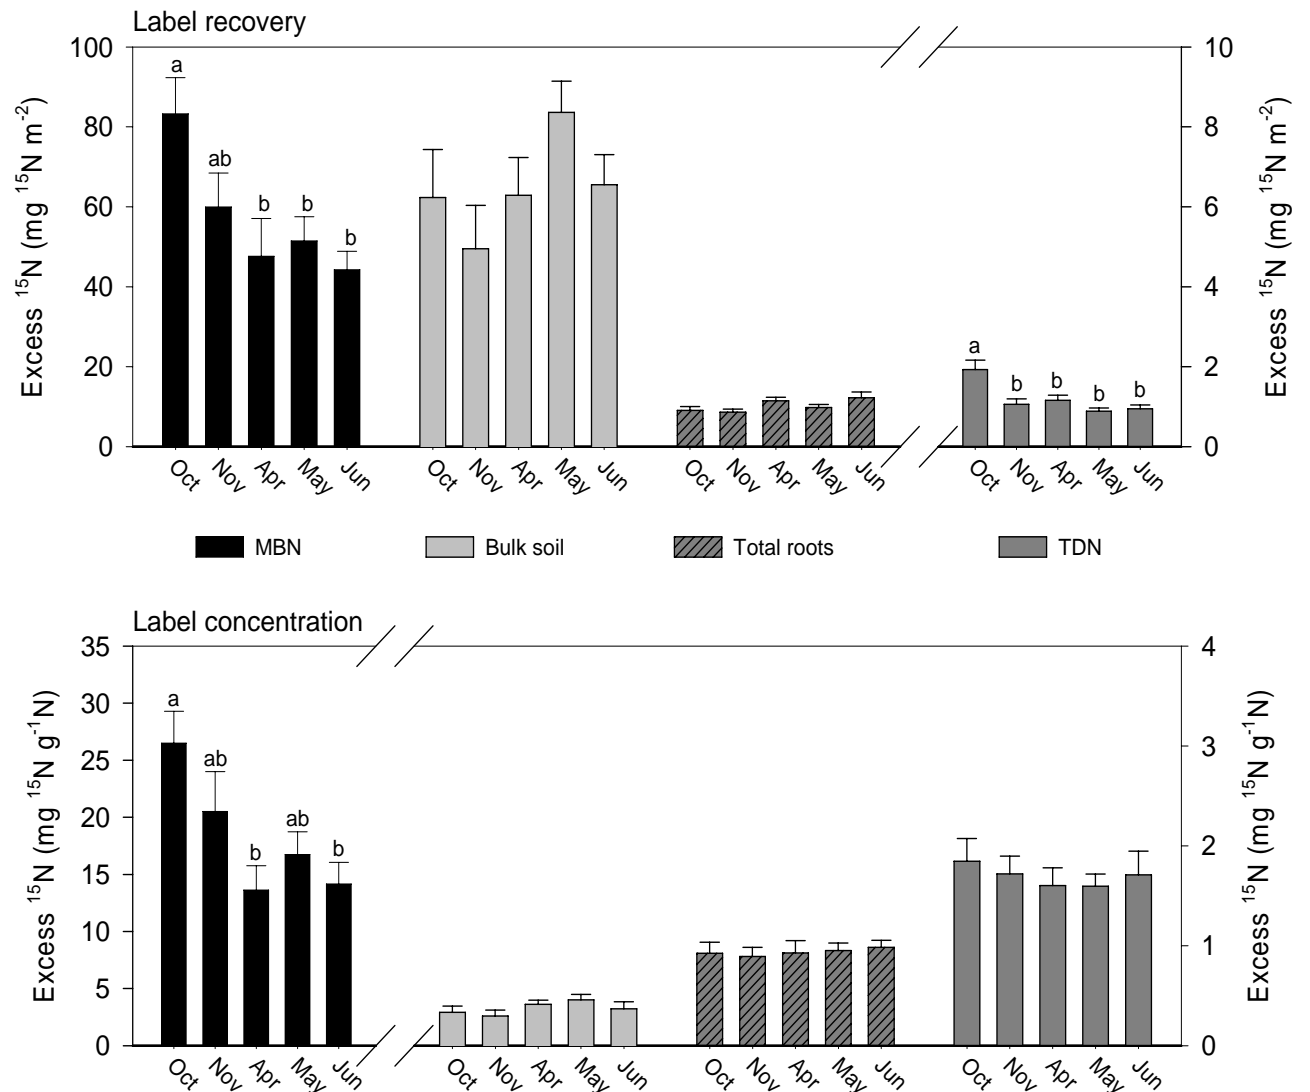 Label recovery
100
80
60
40
20
0
Excess ¹⁵N (mg ¹⁵N m⁻²)
a
ab
b
b
b
a
b
b
b
b
10
8
6
4
2
0
Excess ¹⁵N (mg ¹⁵N m⁻²)
Oct Nov Apr May Jun Oct Nov Apr May Jun Oct Nov Apr May Jun Oct Nov Apr May Jun
MBN Bulk soil Total roots TDN
Label concentration
35
30
25
20
15
10
5
0
Excess ¹⁵N (mg ¹⁵N g⁻¹N)
a
ab
b
ab
b
4
3
2
1
0
Excess ¹⁵N (mg ¹⁵N g⁻¹N)
Oct Nov Apr May Jun Oct Nov Apr May Jun Oct Nov Apr May Jun Oct Nov Apr May Jun